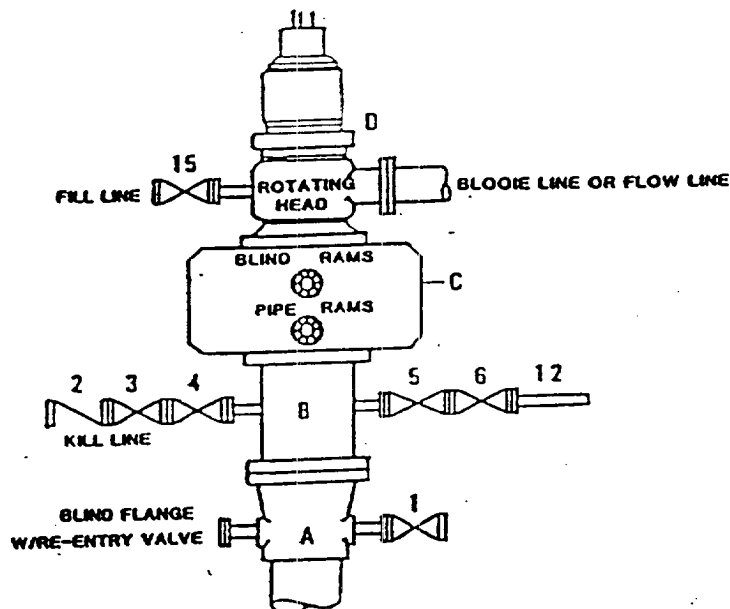 D
15
FILL LINE
ROTATING
HEAD
BLOOIE LINE OR FLOW LINE
BLIND RAMS
C
PIPE RAMS
2 3 4
5 6 12
B
KILL LINE
BLIND FLANGE
W/RE-ENTRY VALVE
A
1